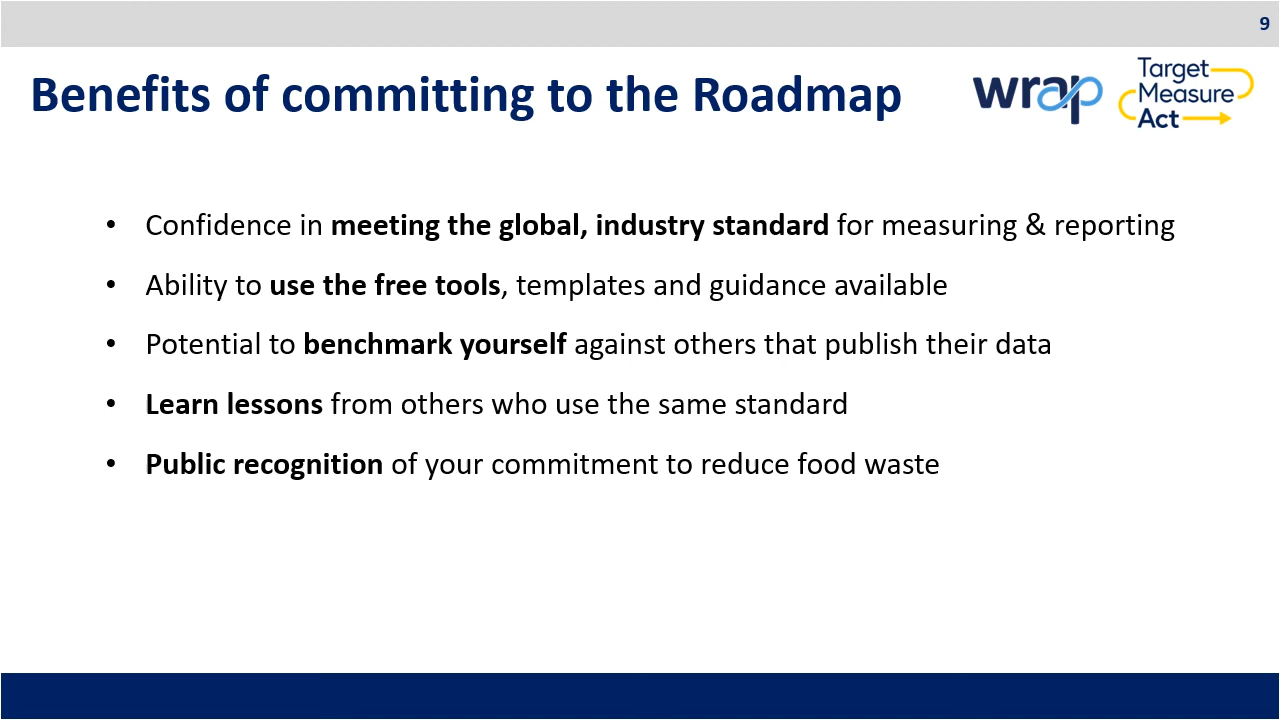 9
Benefits of committing to the Roadmap
wrap
Target
Measure
Act
• Confidence in meeting the global, industry standard for measuring & reporting
• Ability to use the free tools, templates and guidance available
• Potential to benchmark yourself against others that publish their data
• Learn lessons from others who use the same standard
• Public recognition of your commitment to reduce food waste